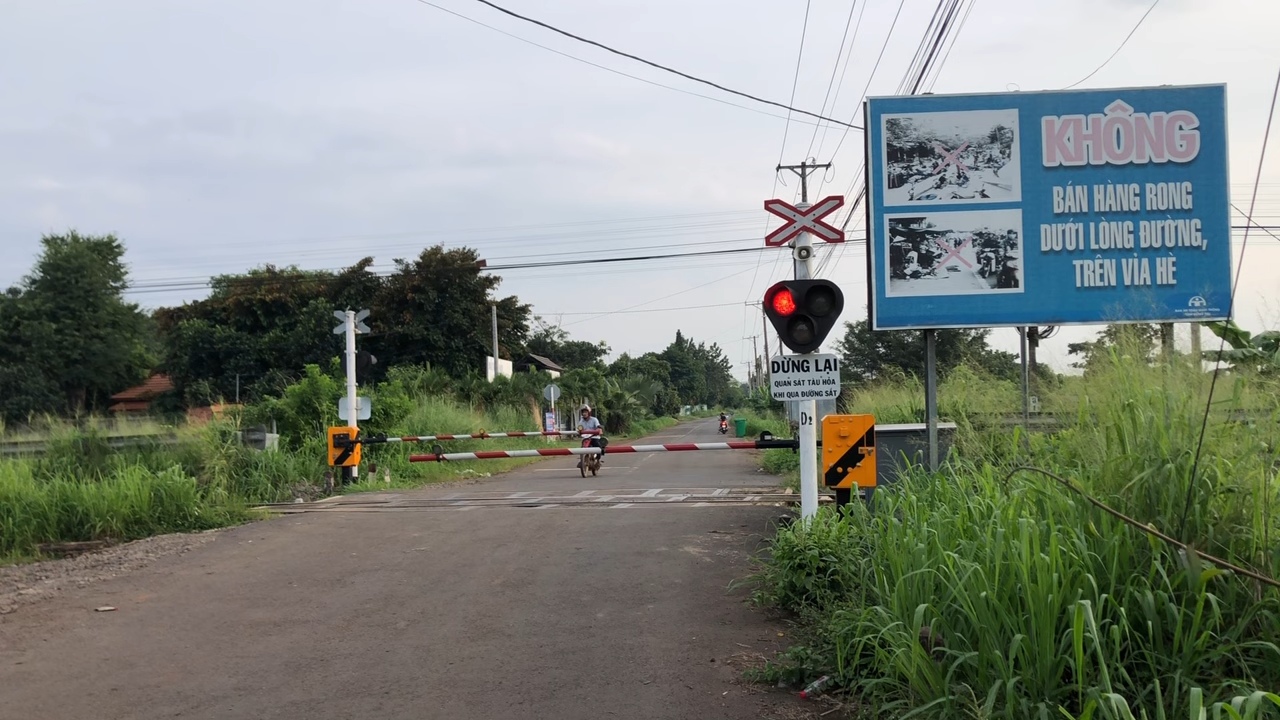 KHÔNG
BÁN HÀNG RONG
DƯỚI LÒNG ĐƯỜNG,
TRÊN VỈA HÈ
DỪNG LẠI
QUAN SÁT TÀU HỎA
KHI QUA ĐƯỜNG SẮT
D2